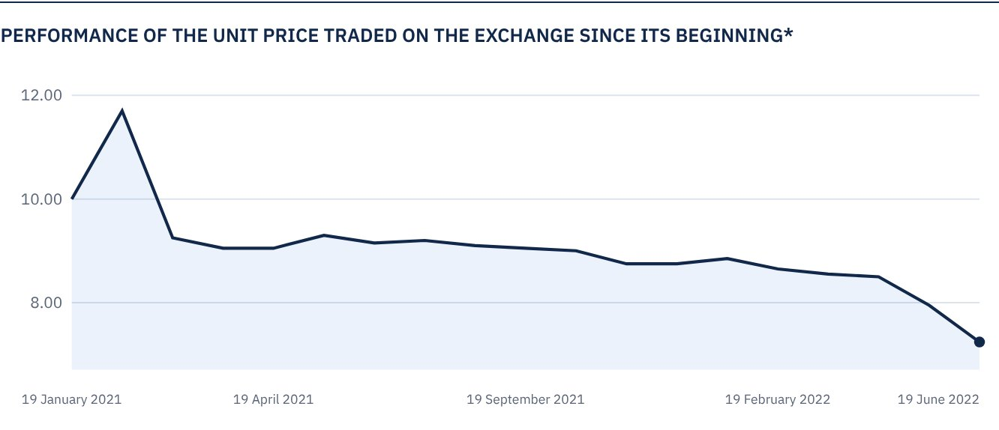 PERFORMANCE OF THE UNIT PRICE TRADED ON THE EXCHANGE SINCE ITS BEGINNING*
12.00
10.00
8.00
19 January 2021 19 April 2021 19 September 2021 19 February 2022 19 June 2022